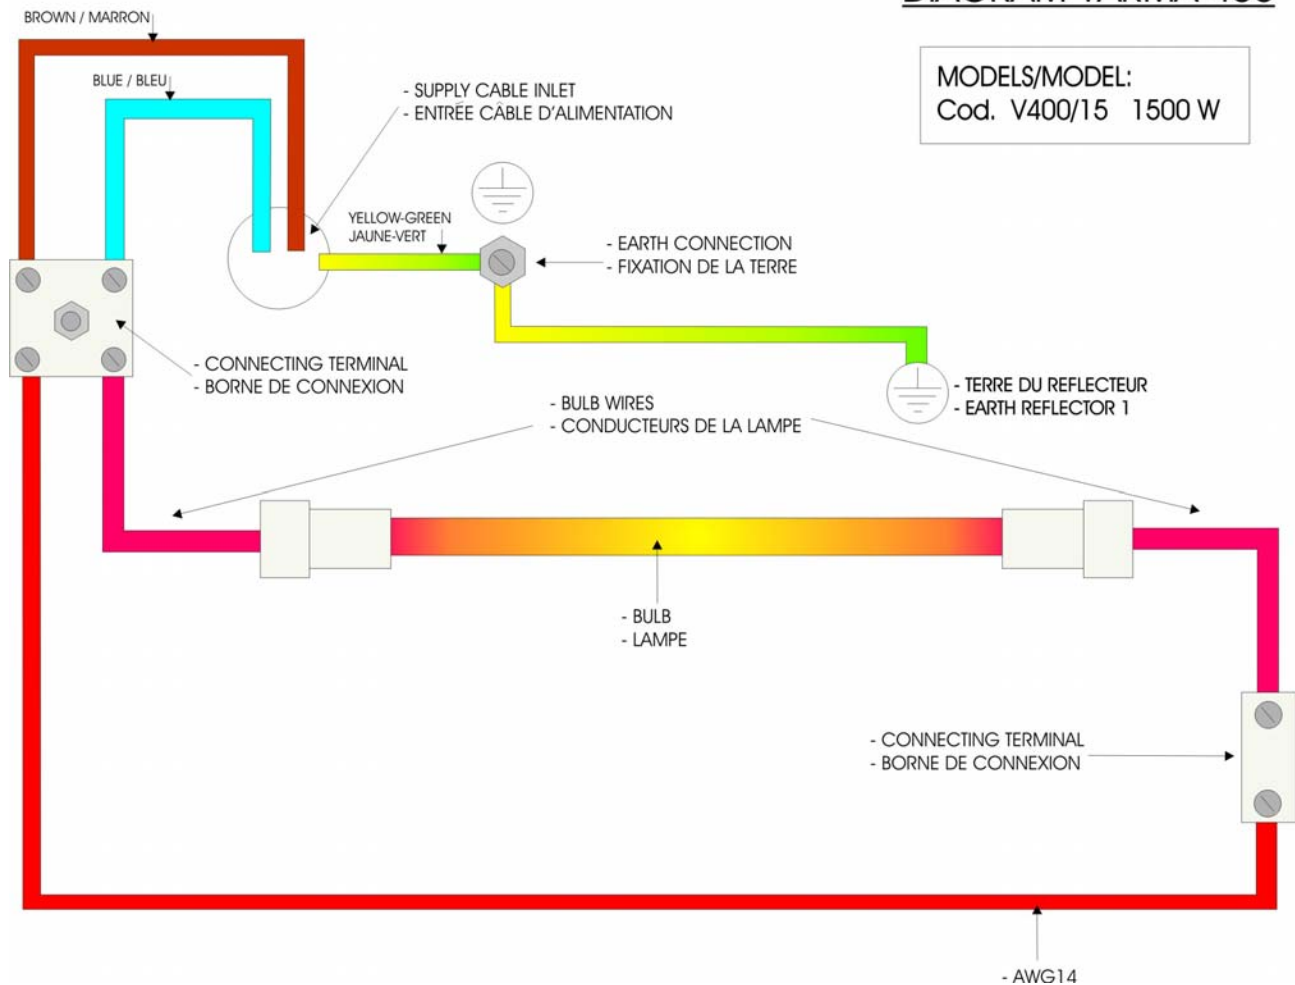 BROWN / MARRON
BLUE / BLEU
- SUPPLY CABLE INLET
- ENTRÉE CÂBLE D'ALIMENTATION
MODELS/MODEL:
Cod. V400/15 1500 W
YELLOW-GREEN
JAUNE-VERT
- EARTH CONNECTION
- FIXATION DE LA TERRE
- CONNECTING TERMINAL
- BORNE DE CONNEXION
- TERRE DU REFLECTEUR
- EARTH REFLECTOR 1
- BULB WIRES
- CONDUCTEURS DE LA LAMPE
- BULB
- LAMPE
- CONNECTING TERMINAL
- BORNE DE CONNEXION
- AWG14